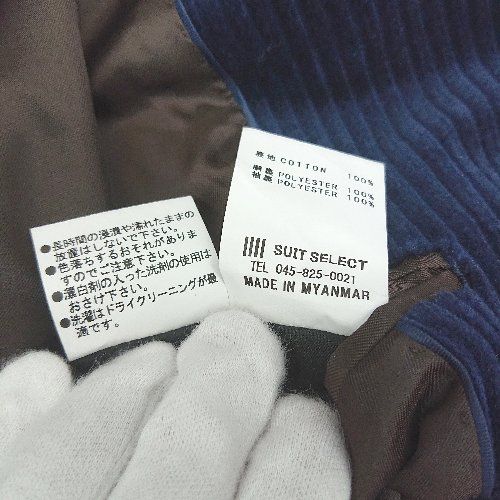 ●長時間の浸漬や濡れたままの
放置はしないで下さい。
●色落ちするおそれがありま
すのでご注意下さい。
●漂白剤の入った洗剤の使用は
おさけ下さい。
●洗濯はドライクリーニングが最
適です。
表地 COTTON 100%
胴裏 POLYESTER 100%
袖裏 POLYESTER 100%
SUIT SELECT
TEL 045-825-0021
MADE IN MYANMAR